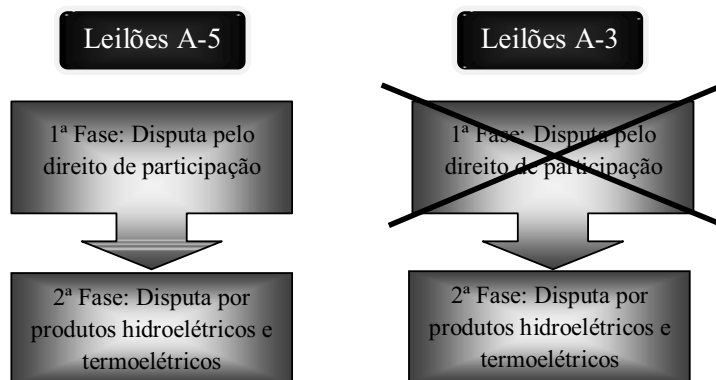 Leilões A-5
1ª Fase: Disputa pelo
direito de participação
2ª Fase: Disputa por
produtos hidroelétricos e
termoelétricos
Leilões A-3
1ª Fase: Disputa pelo
direito de participação
2ª Fase: Disputa por
produtos hidroelétricos e
termoelétricos